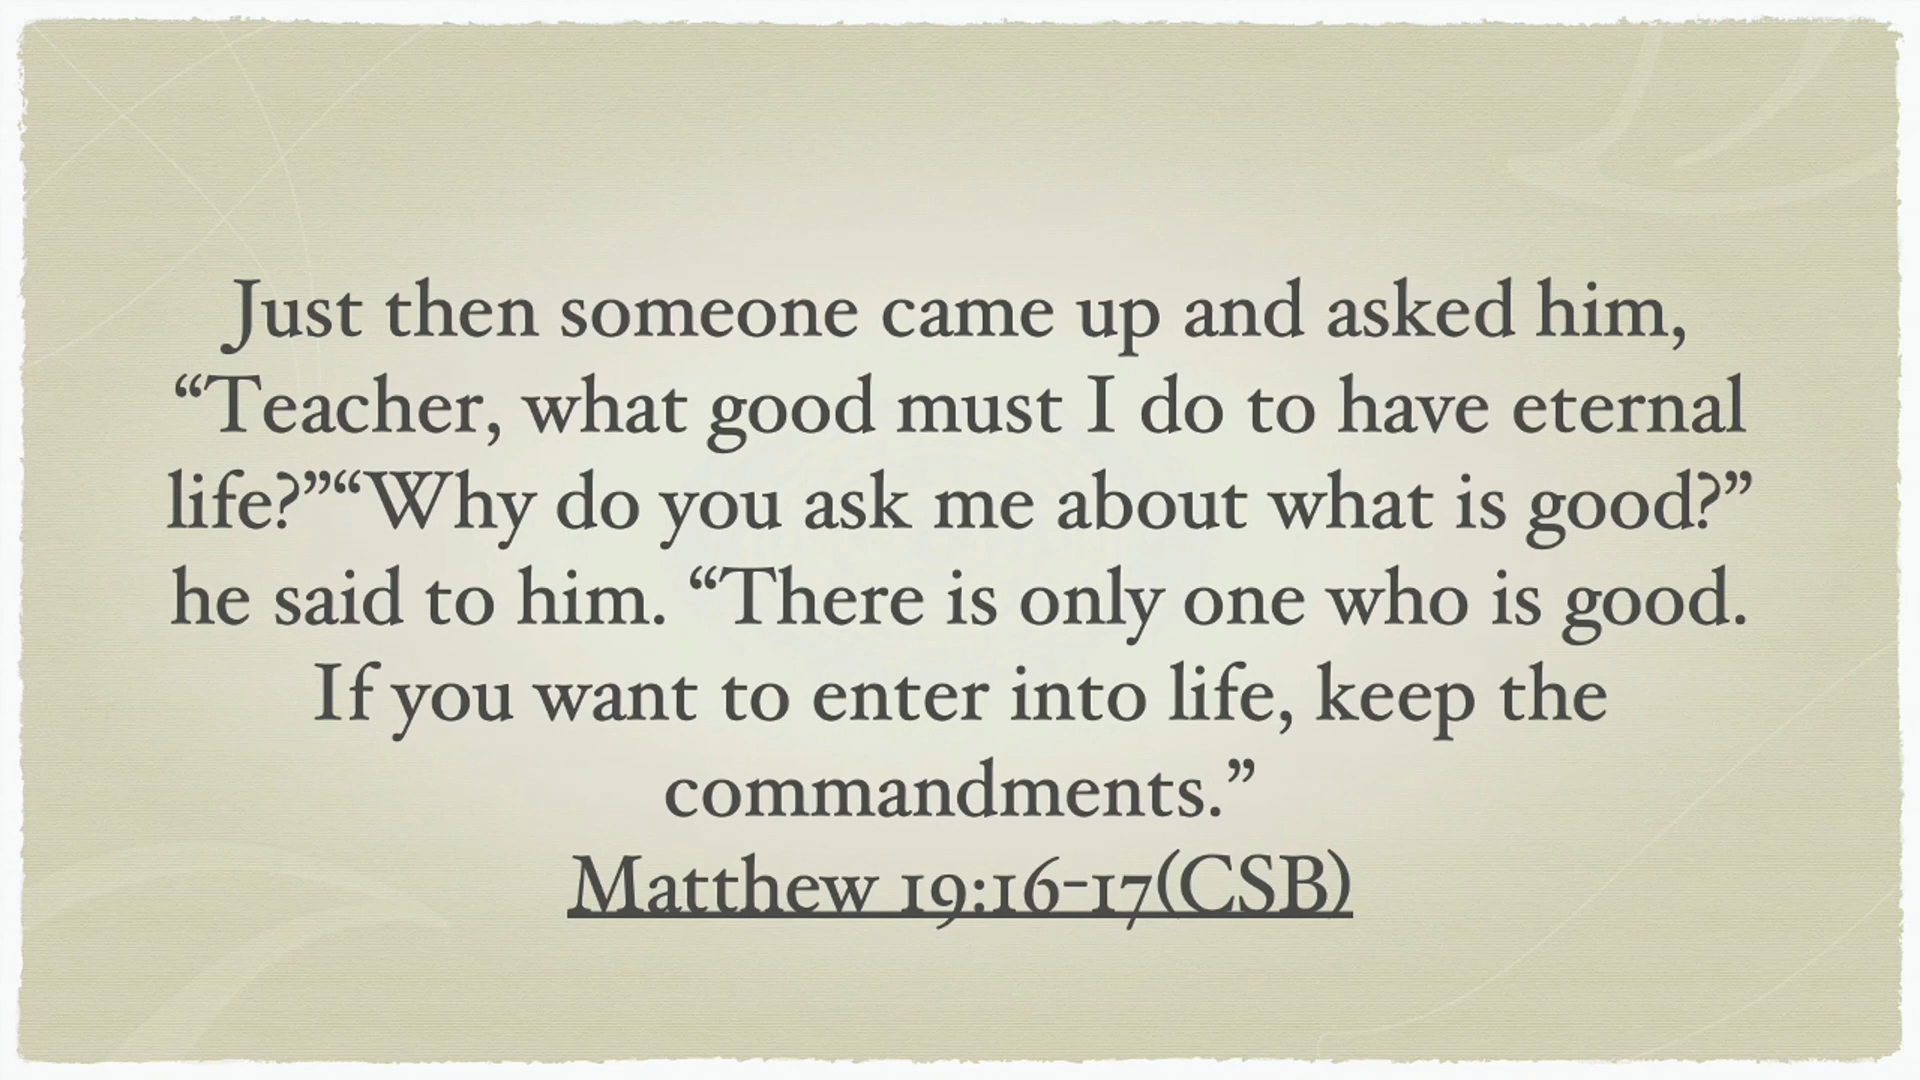 Just then someone came up and asked him,
“Teacher, what good must I do to have eternal
life?”“Why do you ask me about what is good?”
he said to him. “There is only one who is good.
If you want to enter into life, keep the
commandments.”
Matthew 19:16-17(CSB)